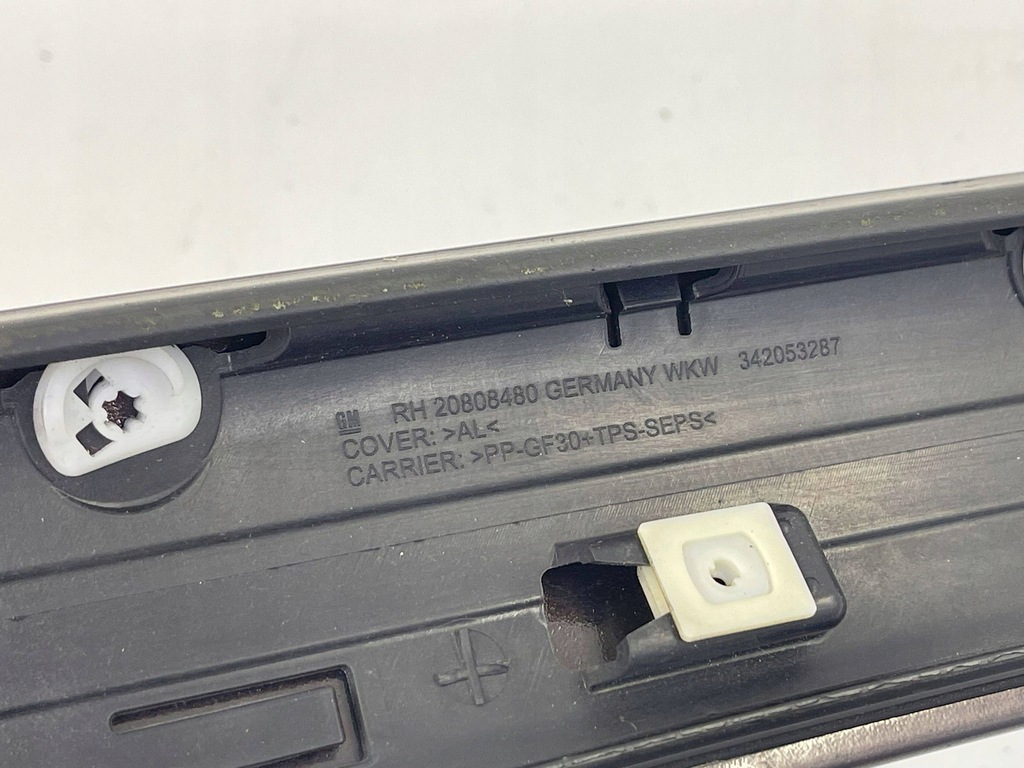 GM RH 20808480 GERMANY WKW 342053287
COVER: >AL<
CARRIER: >PP-GF30+TPS-SEPS<